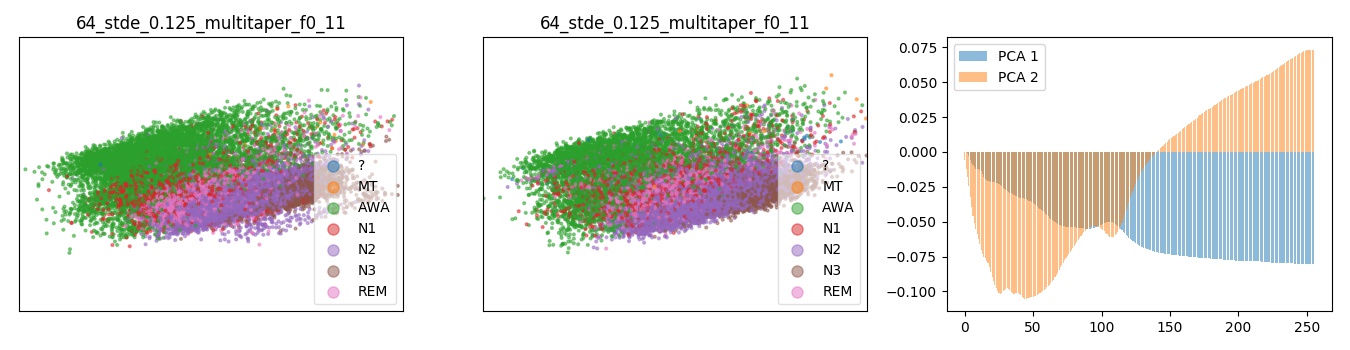 64_stde_0.125_multitaper_f0_11
?
MT
AWA
N1
N2
N3
REM
64_stde_0.125_multitaper_f0_11
?
MT
AWA
N1
N2
N3
REM
PCA 1
PCA 2
0.075
0.050
0.025
0.000
−0.025
−0.050
−0.075
−0.100
0 50 100 150 200 250